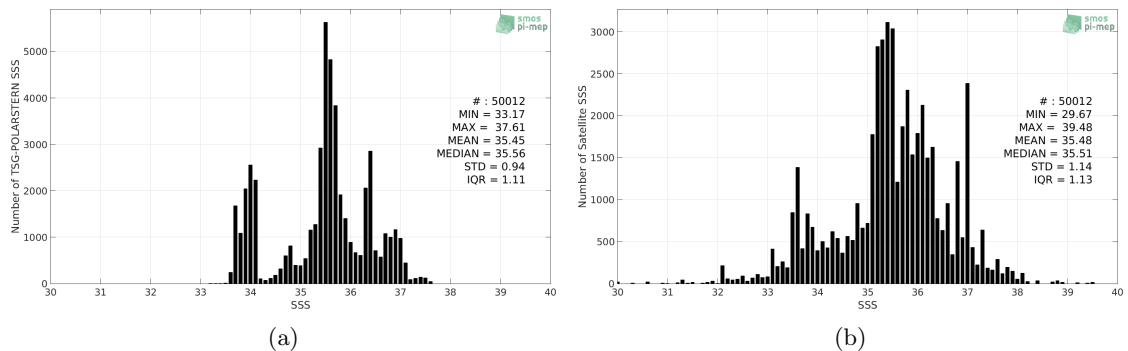 Number of TSG-POLARSTERN SSS
5000
4000
3000
2000
1000
0
30 31 32 33 34 35 36 37 38 39 40
SSS
smos
pi-mep
# : 50012
MIN = 33.17
MAX = 37.61
MEAN = 35.45
MEDIAN = 35.56
STD = 0.94
IQR = 1.11
(a)
Number of Satellite SSS
3000
2500
2000
1500
1000
500
0
30 31 32 33 34 35 36 37 38 39 40
SSS
smos
pi-mep
# : 50012
MIN = 29.67
MAX = 39.48
MEAN = 35.48
MEDIAN = 35.51
STD = 1.14
IQR = 1.13
(b)